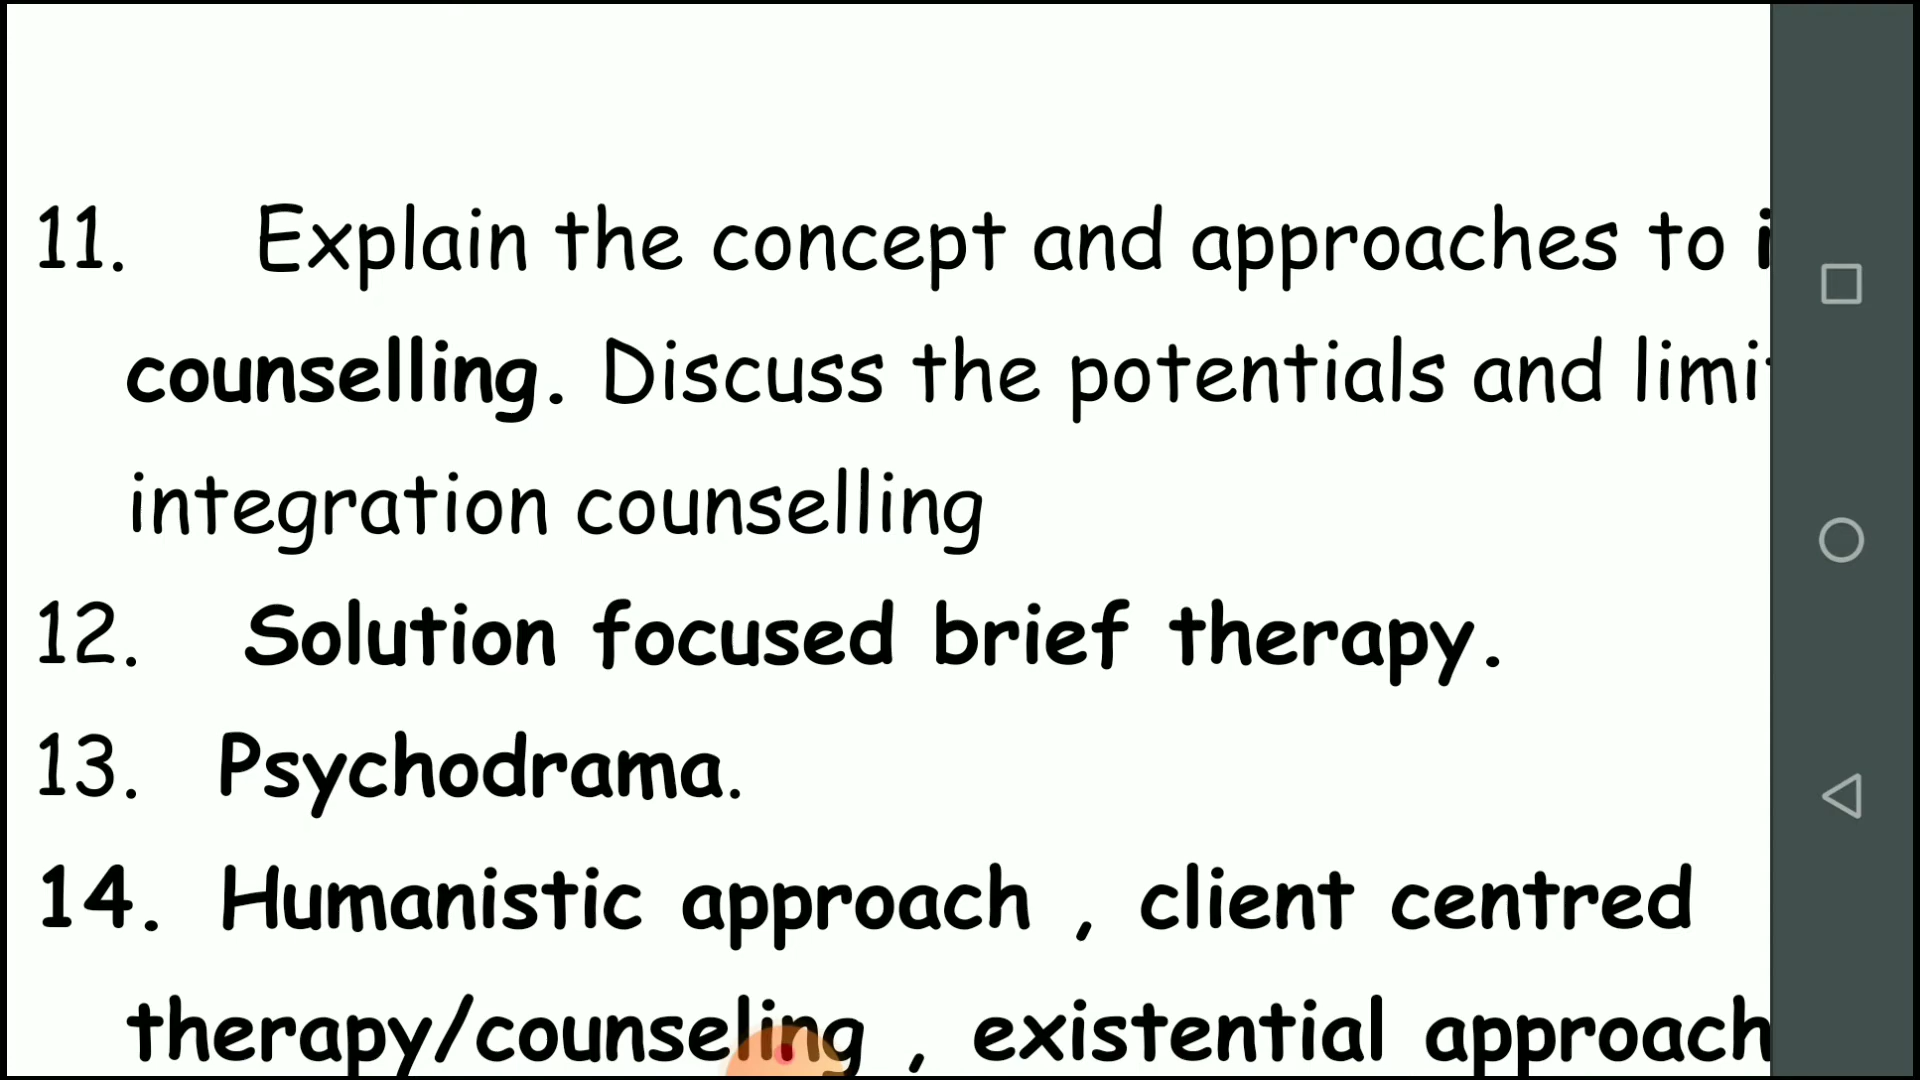 11. Explain the concept and approaches to
counselling. Discuss the potentials and
integration counselling
12. Solution focused brief therapy.
13. Psychodrama.
14. Humanistic approach , client centred
therapy/counseling , existential approach